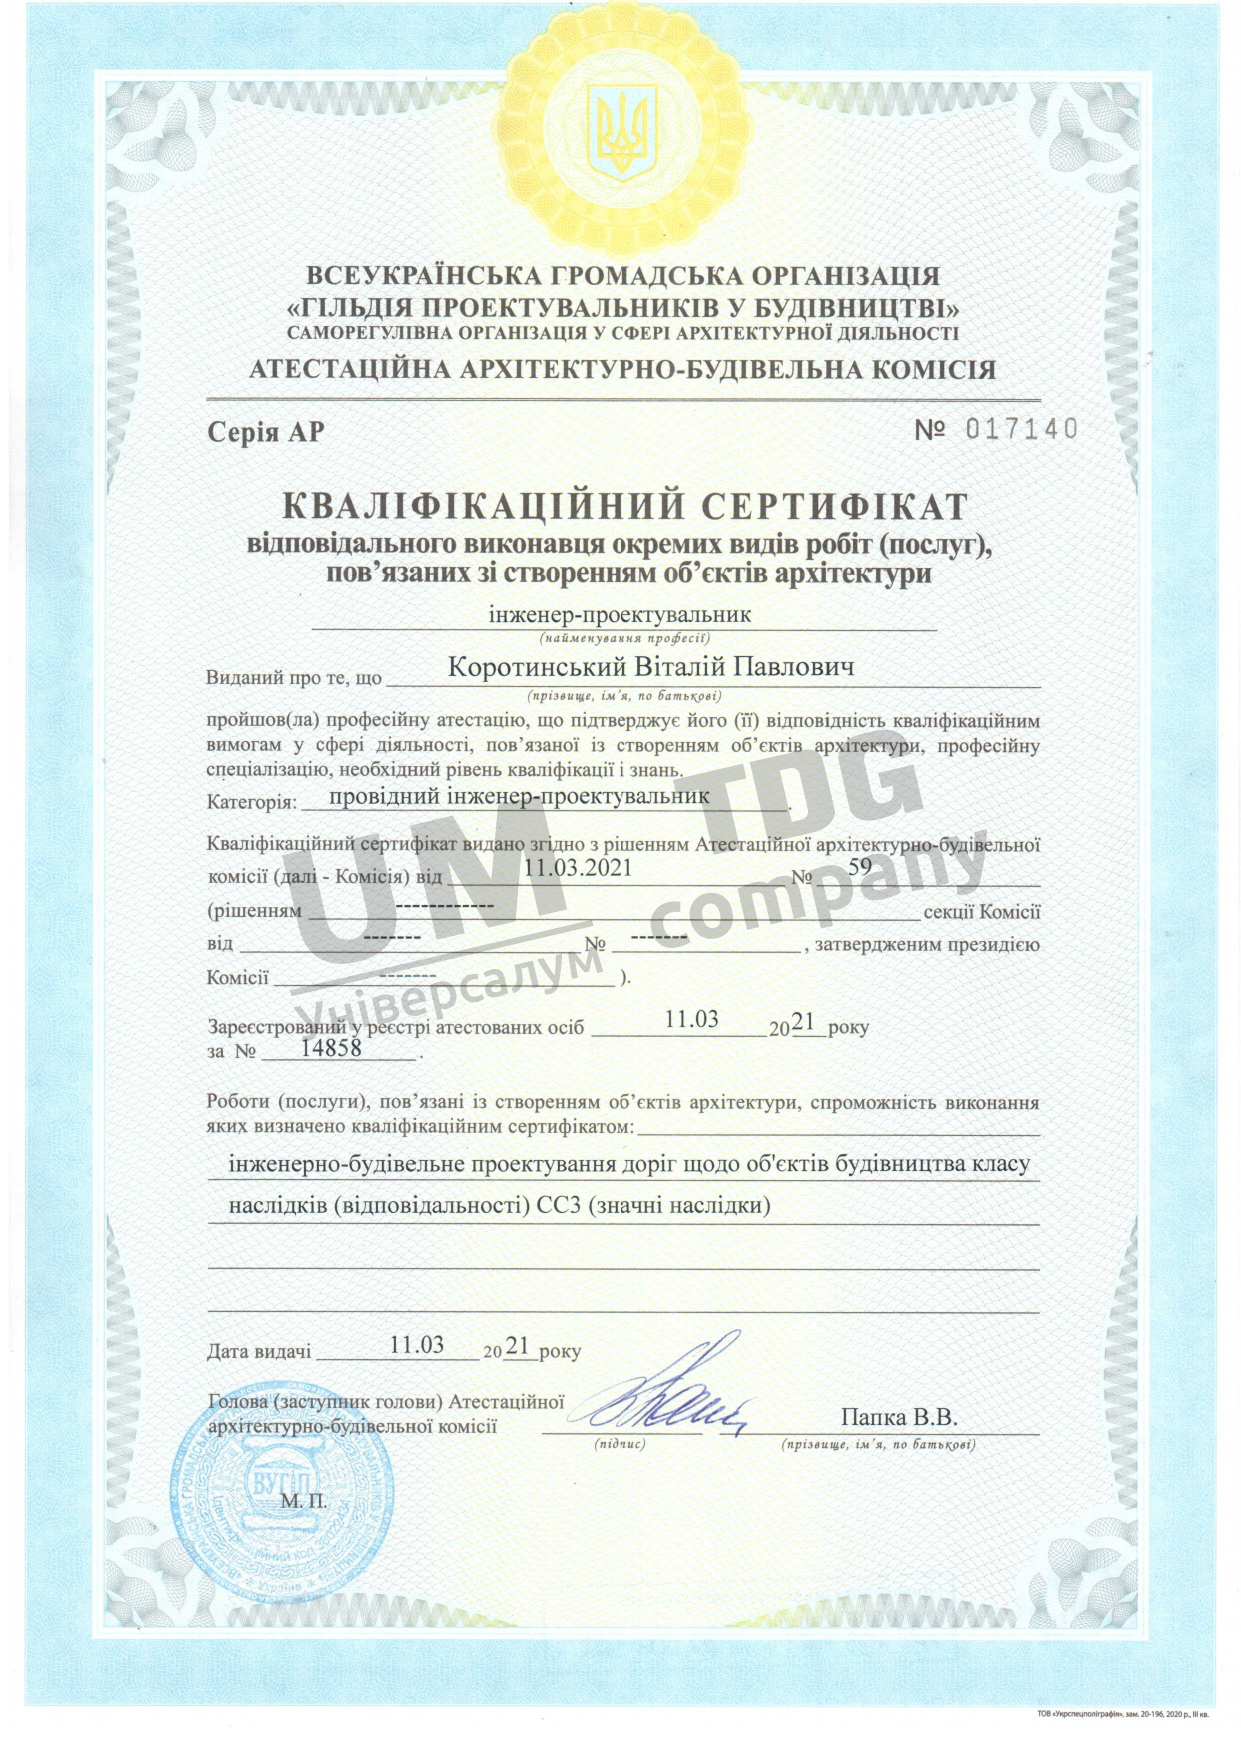 ВСЕУКРАЇНСЬКА ГРОМАДСЬКА ОРГАНІЗАЦІЯ
«ГІЛЬДІЯ ПРОЕКТУВАЛЬНИКІВ У БУДІВНИЦТВІ»
САМОРЕГУЛІВНА ОРГАНІЗАЦІЯ У СФЕРІ АРХІТЕКТУРНОЇ ДІЯЛЬНОСТІ
АТЕСТАЦІЙНА АРХІТЕКТУРНО-БУДІВЕЛЬНА КОМІСІЯ
Серія АР № 017140
КВАЛІФІКАЦІЙНИЙ СЕРТИФІКАТ
відповідального виконавця окремих видів робіт (послуг),
пов’язаних зі створенням об’єктів архітектури
інженер-проектувальник
(найменування професії)
Виданий про те, що Коротинський Віталій Павлович
(прізвище, ім’я, по батькові)
пройшов(ла) професійну атестацію, що підтверджує його (її) відповідність кваліфікаційним
вимогам у сфері діяльності, пов’язаної із створенням об’єктів архітектури, професійну
спеціалізацію, необхідний рівень кваліфікації і знань.
Категорія: провідний інженер-проектувальник.
Кваліфікаційний сертифікат видано згідно з рішенням Атестаційної архітектурно-будівельної
комісії (далі - Комісія) від 11.03.2021 № 59
(рішенням ------------ секції Комісії
від ------- № -------, затвердженим президією
Комісії ------- ).
UM TDG
company
Універсалум
Зареєстрований у реєстрі атестованих осіб 11.03 2021 року
за № 14858.
Роботи (послуги), пов’язані із створенням об’єктів архітектури, спроможність виконання
яких визначено кваліфікаційним сертифікатом:
інженерно-будівельне проектування доріг щодо об'єктів будівництва класу
наслідків (відповідальності) СС3 (значні наслідки)
Дата видачі 11.03 2021 року
Голова (заступник голови) Атестаційної
архітектурно-будівельної комісії Папка В.В.
(підпис) (прізвище, ім’я, по батькові)
ВУГІП
М. П.
Ідентифікаційний код
Україна
ТОВ «Укрспецполіграфія», зам. 20-196, 2020 р., III кв.